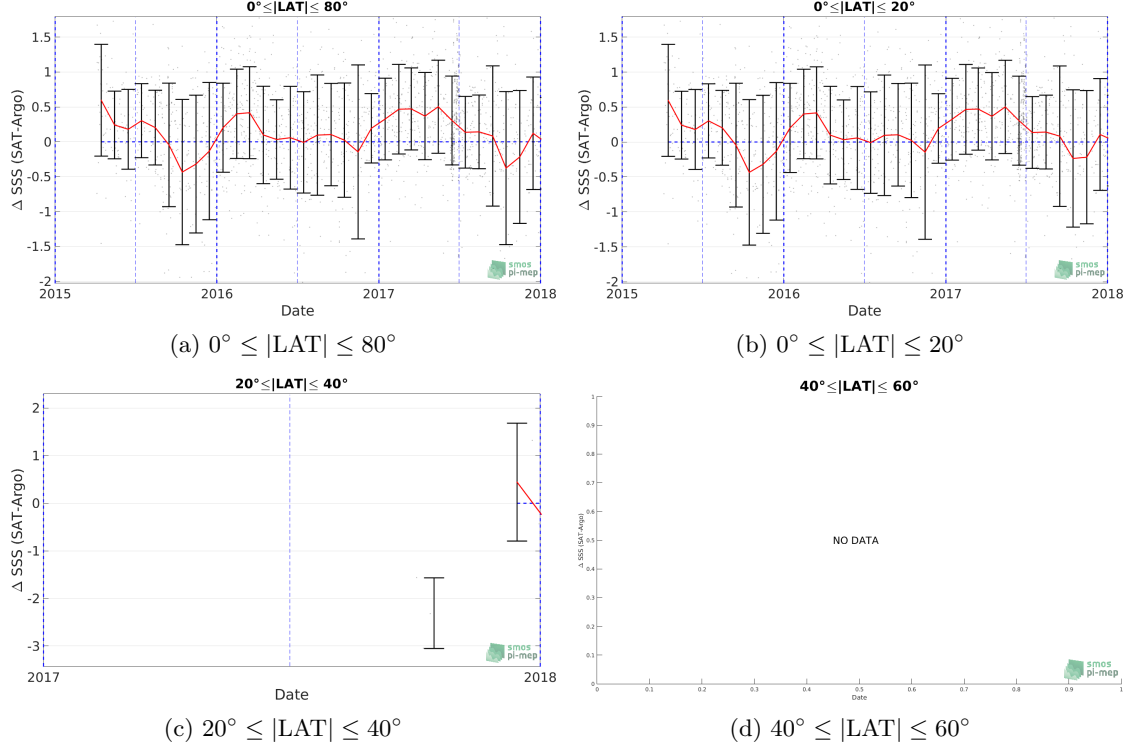 0°≤|LAT|≤ 80°
1.5
1
0.5
0
-0.5
-1
-1.5
-2
Δ SSS (SAT-Argo)
2015
2016
2017
2018
Date
smos
pi-mep
(a) 0° ≤ |LAT| ≤ 80°
0°≤|LAT|≤ 20°
1.5
1
0.5
0
-0.5
-1
-1.5
-2
Δ SSS (SAT-Argo)
2015
2016
2017
2018
Date
smos
pi-mep
(b) 0° ≤ |LAT| ≤ 20°
20°≤|LAT|≤ 40°
2
1
0
-1
-2
-3
Δ SSS (SAT-Argo)
2017
2018
Date
smos
pi-mep
(c) 20° ≤ |LAT| ≤ 40°
40°≤|LAT|≤ 60°
1
0.9
0.8
0.7
0.6
0.5
0.4
0.3
0.2
0.1
0
Δ SSS (SAT-Argo)
NO DATA
0
0.1
0.2
0.3
0.4
0.5
0.6
0.7
0.8
0.9
1
Date
smos
pi-mep
(d) 40° ≤ |LAT| ≤ 60°